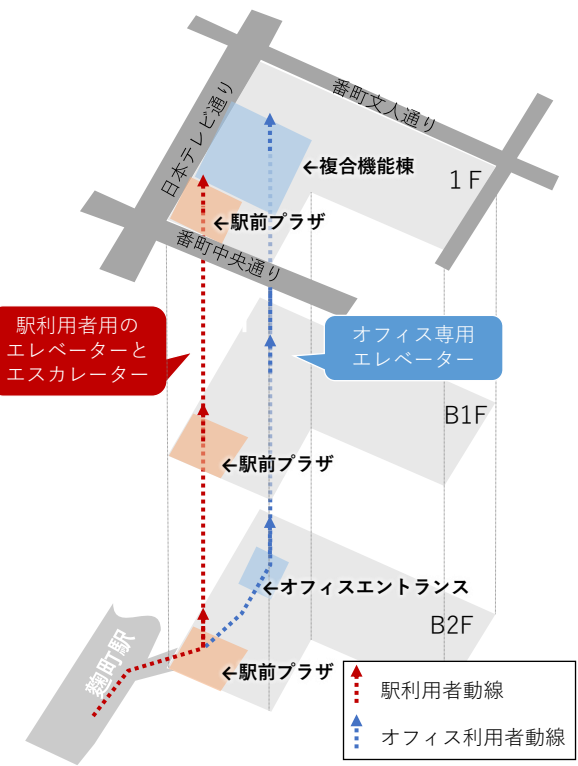 日本テレビ通り
番町文人通り
←複合機能棟
1F
←駅前プラザ
番町中央通り
駅利用者用の
エレベーターと
エスカレーター
オフィス専用
エレベーター
B1F
←駅前プラザ
←オフィスエントランス
B2F
麴町駅
←駅前プラザ
駅利用者動線
オフィス利用者動線